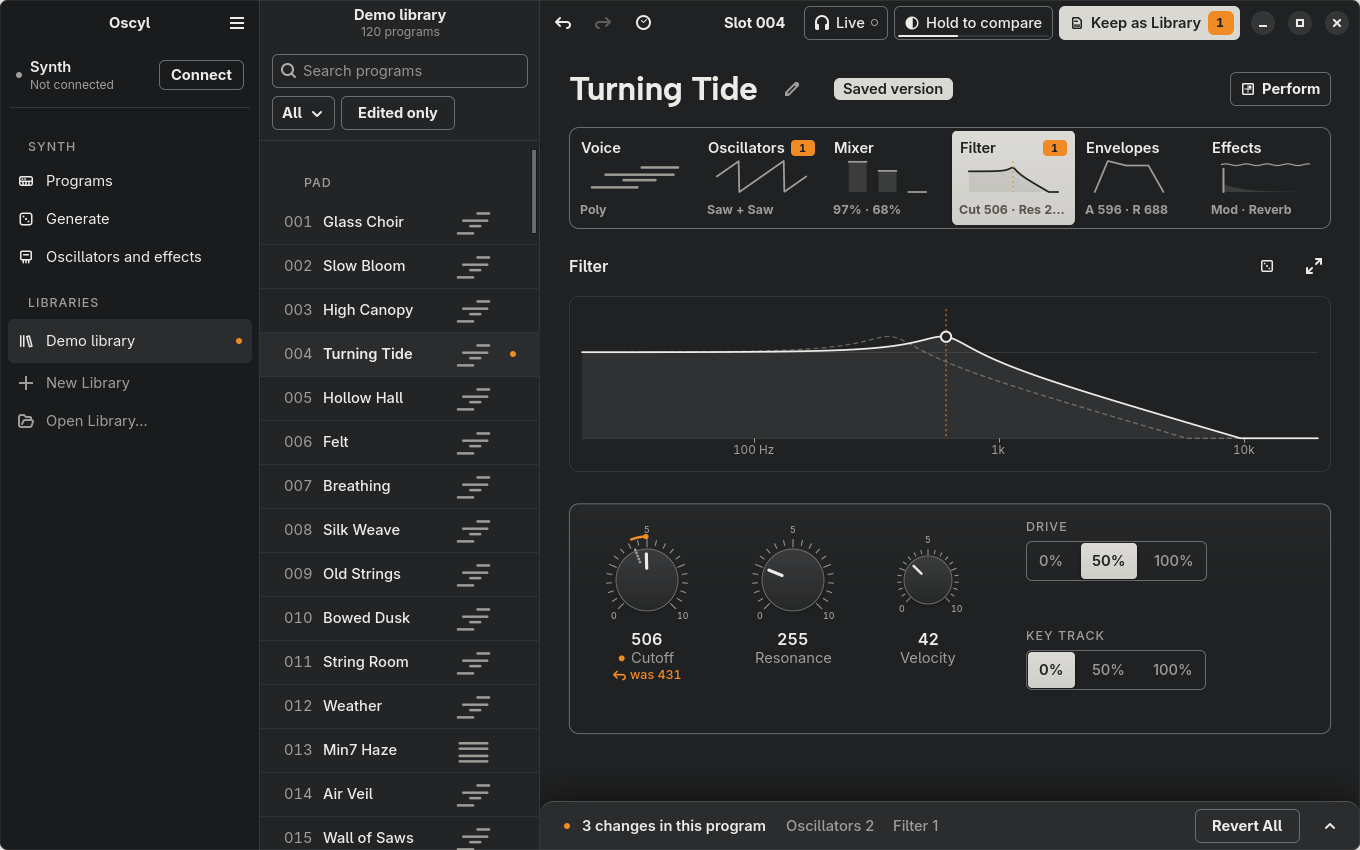 Oscyl
Synth
Not connected
Connect
SYNTH
Programs
Generate
Oscillators and effects
LIBRARIES
Demo library
New Library
Open Library...
Demo library
120 programs
Search programs
All
Edited only
PAD
001 Glass Choir
002 Slow Bloom
003 High Canopy
004 Turning Tide
005 Hollow Hall
006 Felt
007 Breathing
008 Silk Weave
009 Old Strings
010 Bowed Dusk
011 String Room
012 Weather
013 Min7 Haze
014 Air Veil
015 Wall of Saws
Slot 004
Live
Hold to compare
Keep as Library 1
Turning Tide
Saved version
Perform
Voice
Poly
Oscillators 1
Saw + Saw
Mixer
97% · 68%
Filter 1
Cut 506 · Res 2...
Envelopes
A 596 · R 688
Effects
Mod · Reverb
Filter
100 Hz 1k 10k
5
0 10
506
Cutoff
was 431
5
0 10
255
Resonance
5
0 10
42
Velocity
DRIVE
0% 50% 100%
KEY TRACK
0% 50% 100%
3 changes in this program Oscillators 2 Filter 1
Revert All